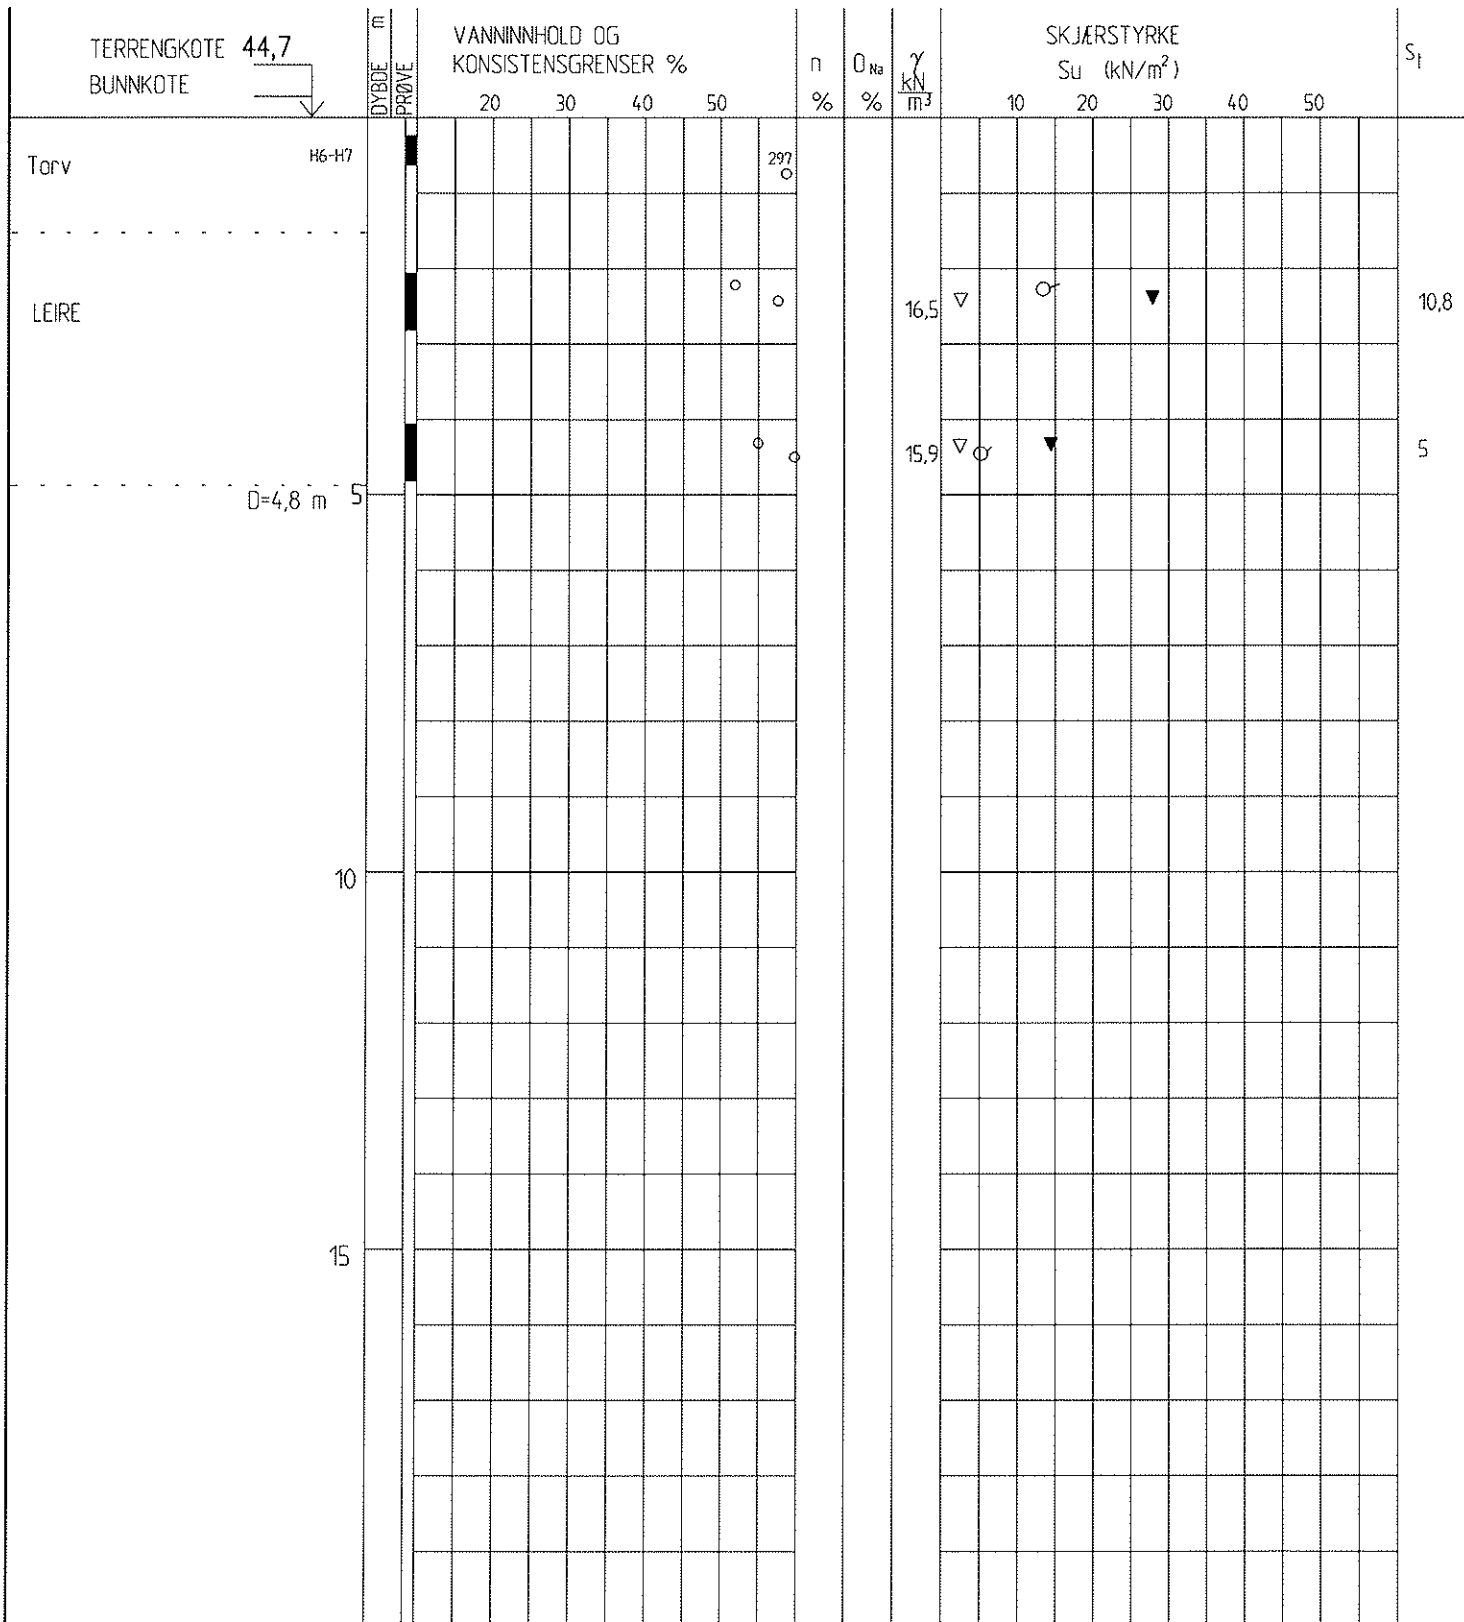 TERRENGKOTE 44,7
BUNNKOTE
DYBDE m
PRØVE
VANNINNHOLD OG
KONSISTENSGRENSER %
20 30 40 50
n
%
O Na
%
γ
kN
m³
SKJÆRSTYRKE
Su (kN/m²)
10 20 30 40 50
St
Torv H6-H7
297
LEIRE
16,5
10,8
15,9
5
D=4,8 m 5
10
15